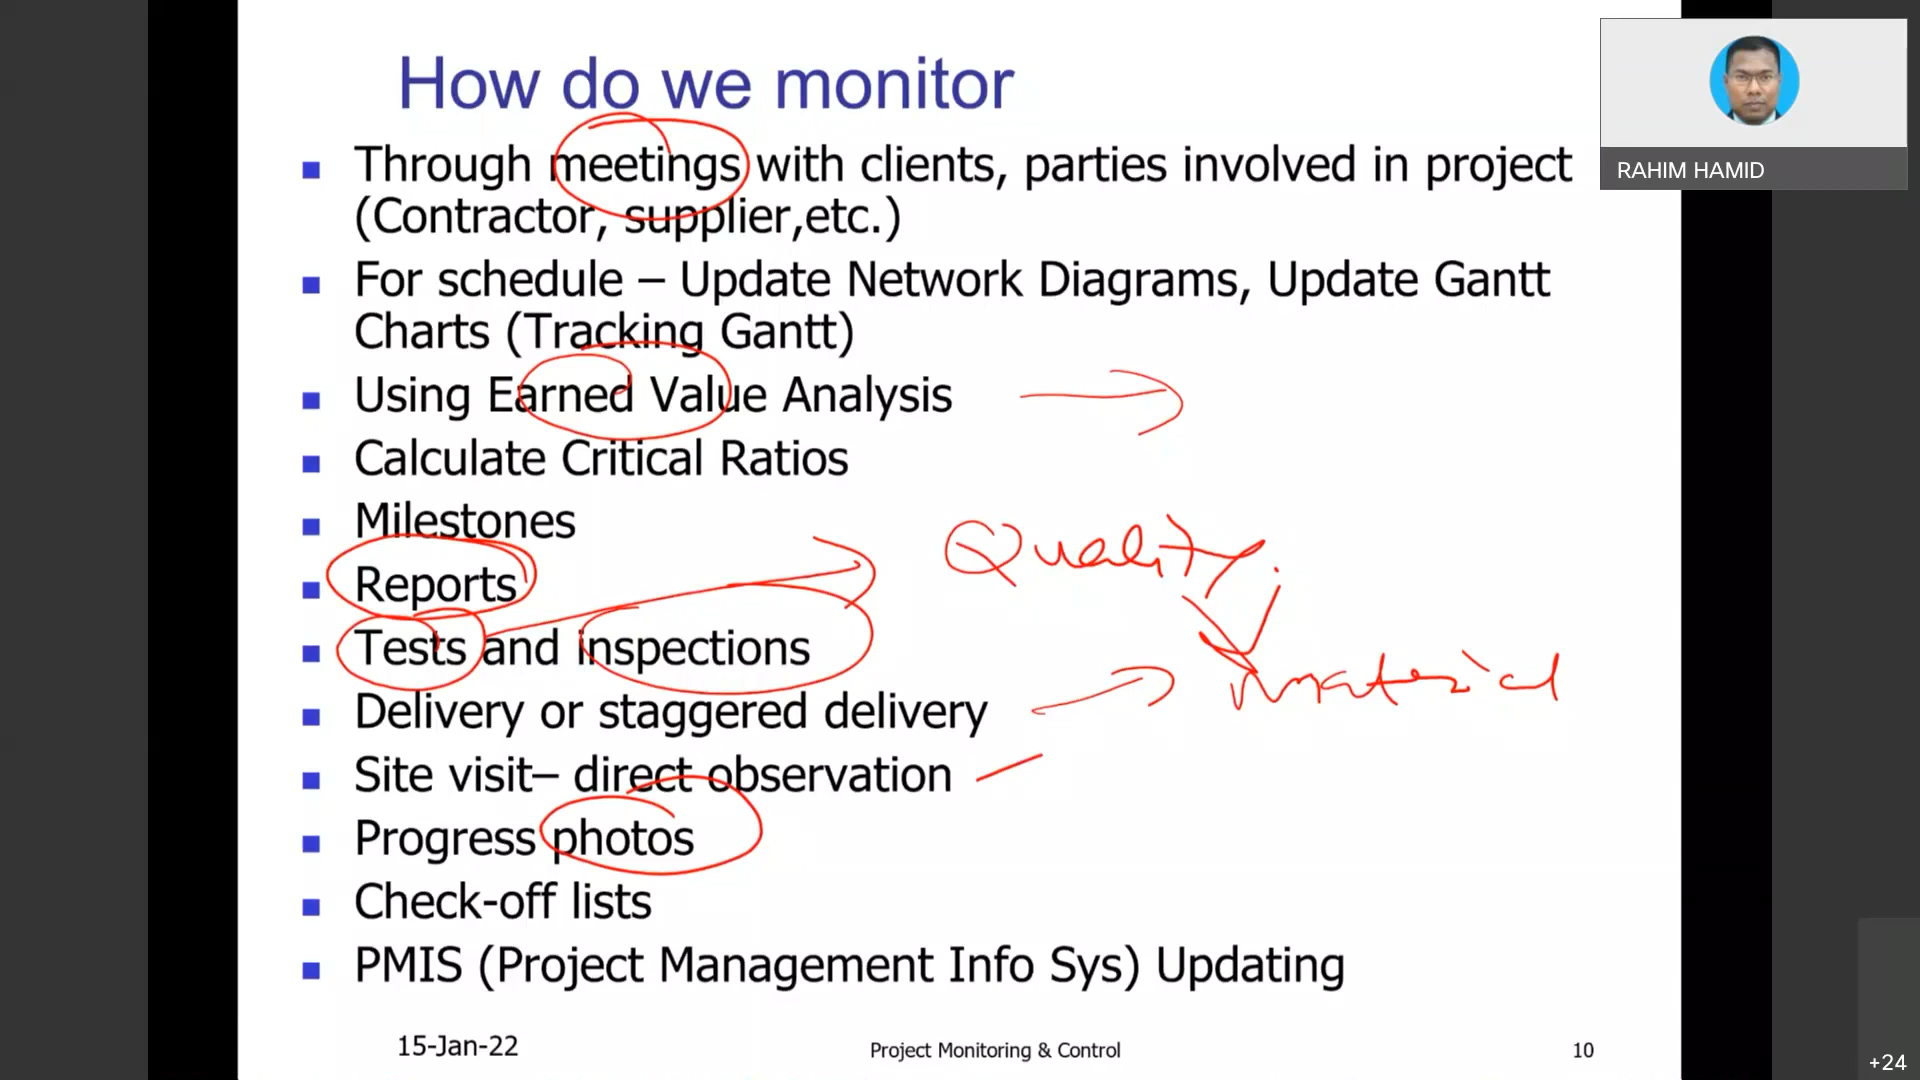 How do we monitor
RAHIM HAMID
Through meetings with clients, parties involved in project
(Contractor, supplier,etc.)
For schedule – Update Network Diagrams, Update Gantt
Charts (Tracking Gantt)
Using Earned Value Analysis
Calculate Critical Ratios
Milestones
Quality
Reports
Tests and inspections
material
Delivery or staggered delivery
Site visit– direct observation
Progress photos
Check-off lists
PMIS (Project Management Info Sys) Updating
15-Jan-22
Project Monitoring & Control
10
+24